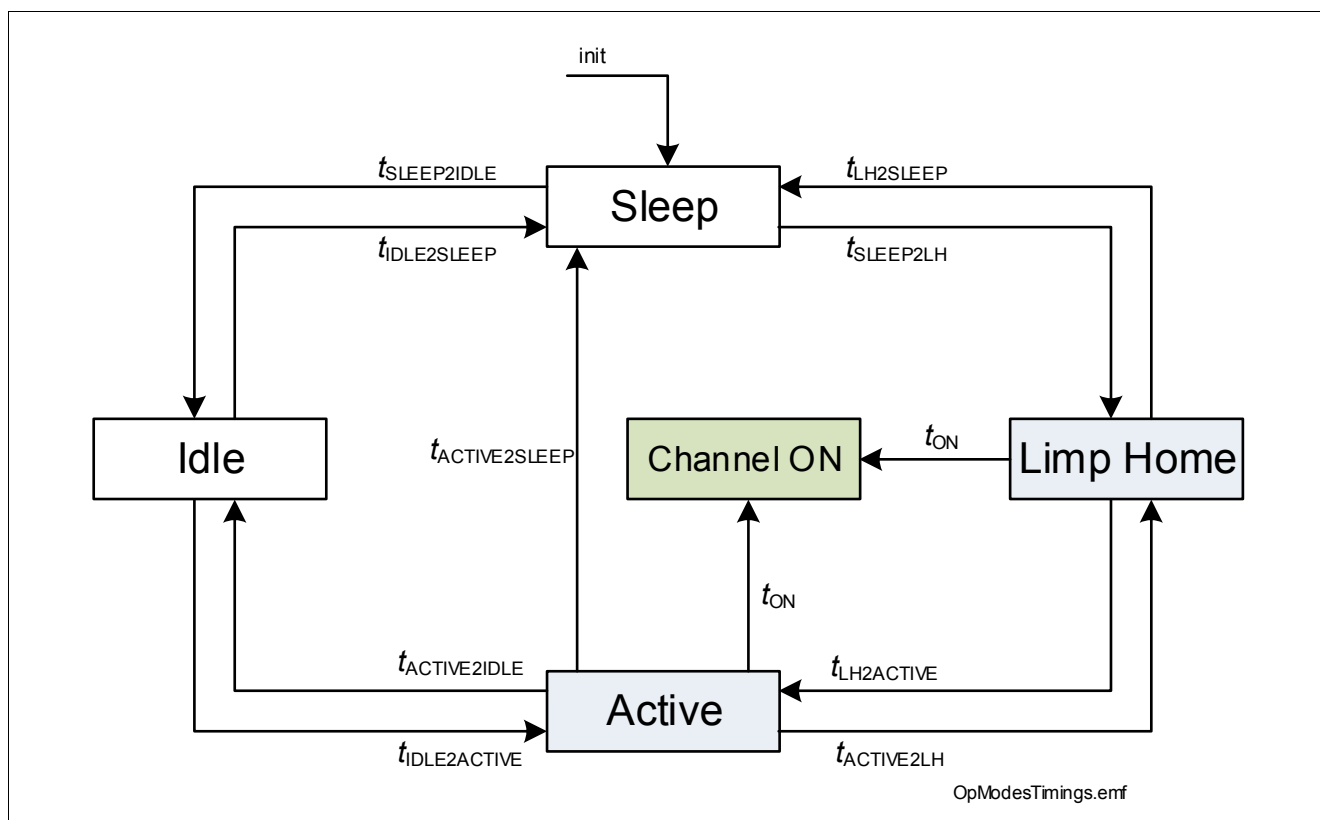 init
tSLEEP2IDLE
tLH2SLEEP
Sleep
tIDLE2SLEEP
tSLEEP2LH
Idle
tACTIVE2SLEEP
Channel ON
tON
Limp Home
tON
tACTIVE2IDLE
tLH2ACTIVE
Active
tIDLE2ACTIVE
tACTIVE2LH
OpModesTimings.emf